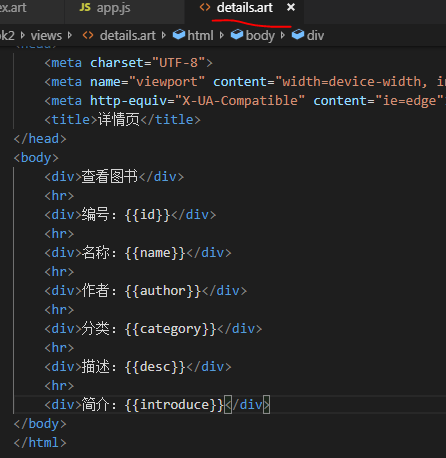 ex.art JS app.js <> details.art ×
ok2 > views > <> details.art > html > body > div
<meta charset="UTF-8">
<meta name="viewport" content="width=device-width, in
<meta http-equiv="X-UA-Compatible" content="ie=edge"
<title>详情页</title>
</head>
<body>
<div>查看图书</div>
<hr>
<div>编号：{{id}}</div>
<hr>
<div>名称：{{name}}</div>
<hr>
<div>作者：{{author}}</div>
<hr>
<div>分类：{{category}}</div>
<hr>
<div>描述：{{desc}}</div>
<hr>
<div>简介：{{introduce}}</div>
</body>
</html>